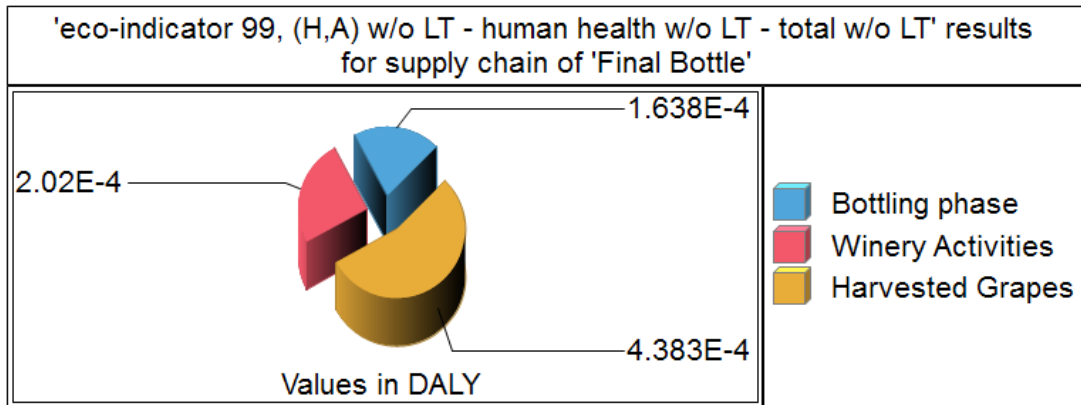 'eco-indicator 99, (H,A) w/o LT - human health w/o LT - total w/o LT' results
for supply chain of 'Final Bottle'
1.638E-4
2.02E-4
4.383E-4
Values in DALY
Bottling phase
Winery Activities
Harvested Grapes